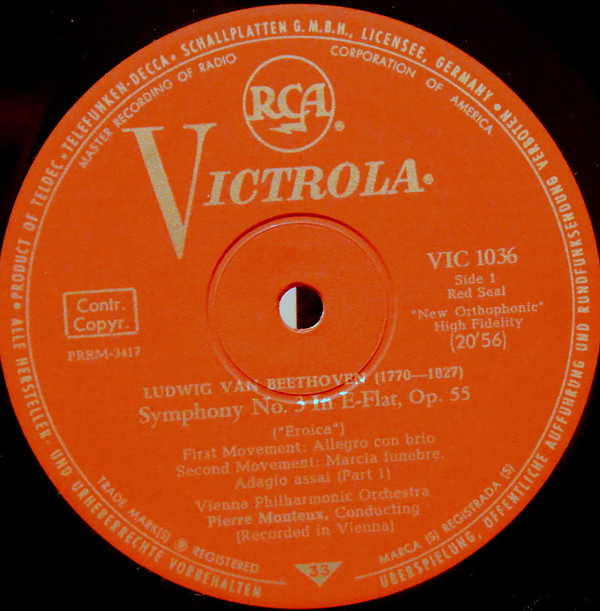 PRODUCT OF TELDEC • TELEFUNKEN-DECCA • SCHALLPLATTEN G.M.B.H., LICENSEE, GERMANY •
MASTER RECORDING OF RADIO CORPORATION OF AMERICA
RCA®
VICTROLA®
VIC 1036
Side 1
Red Seal
"New Orthophonic"
High Fidelity
(20'56)
Contr.
Copyr.
PRRM-3417
LUDWIG VAN BEETHOVEN (1770—1827)
Symphony No. 3 In E-Flat, Op. 55
("Eroica")
First Movement: Allegro con brio
Second Movement: Marcia funebre.
Adagio assai (Part 1)
Vienna Philharmonic Orchestra
Pierre Monteux, Conducting
(Recorded in Vienna)
TRADE MARK(S) ® REGISTERED
33
MARCA (S) REGISTRADA (S)
• ALLE HERSTELLER- UND URHEBERRECHTE VORBEHALTEN
ÜBERSPIELUNG, ÖFFENTLICHE AUFFÜHRUNG UND RUNDFUNKSENDUNG VERBOTEN